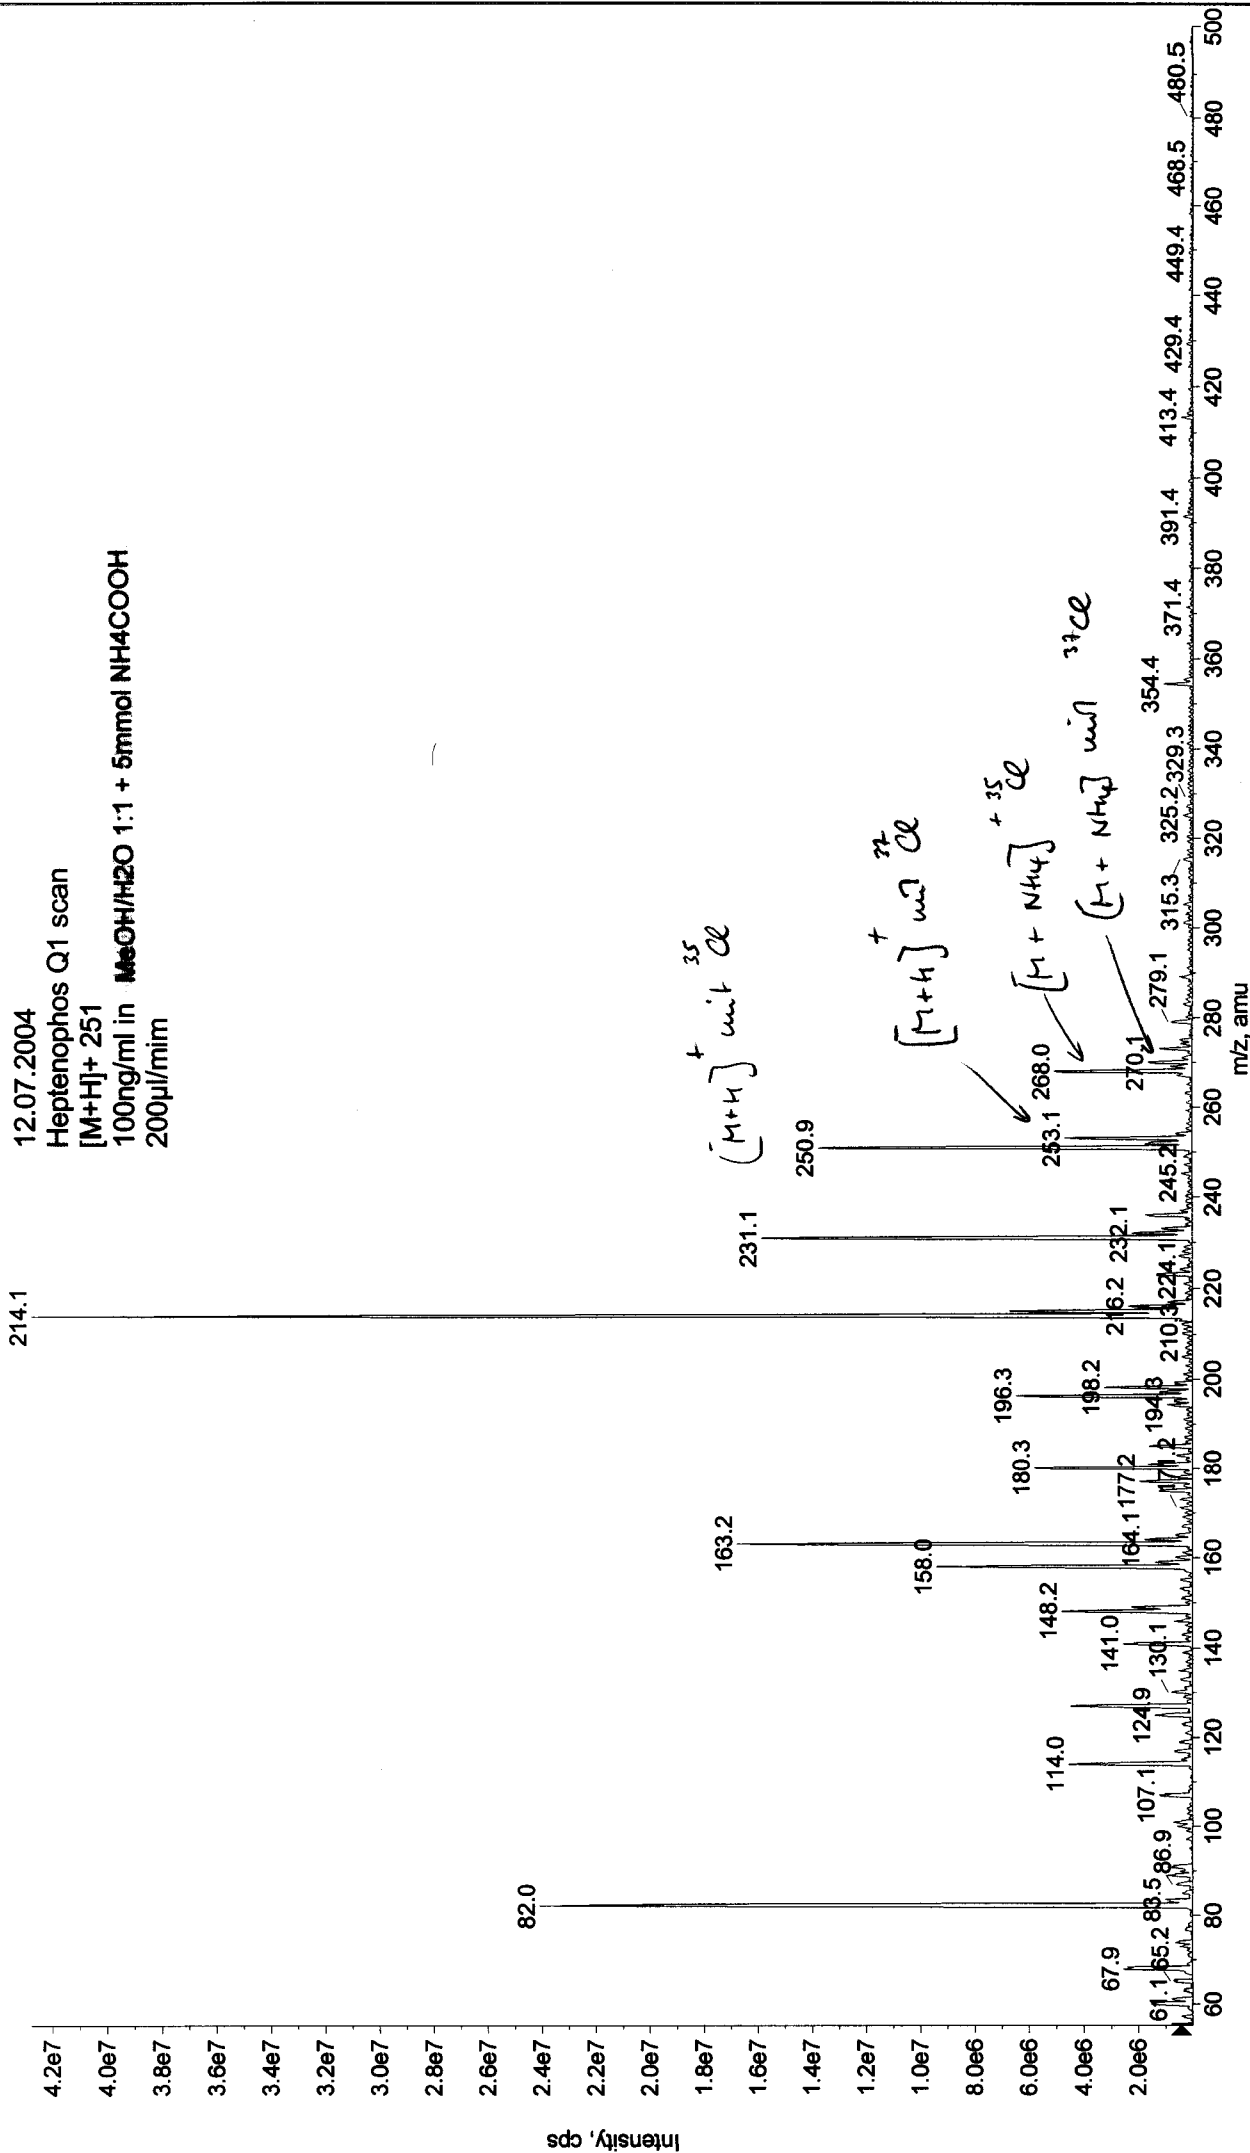 12.07.2004
Heptenophos Q1 scan
[M+H]+ 251
100ng/ml in MeOH/H2O 1:1 + 5mmol NH4COOH
200µl/mim
Intensity, cps
4.2e7
4.0e7
3.8e7
3.6e7
3.4e7
3.2e7
3.0e7
2.8e7
2.6e7
2.4e7
2.2e7
2.0e7
1.8e7
1.6e7
1.4e7
1.2e7
1.0e7
8.0e6
6.0e6
4.0e6
2.0e6
61.1
65.2
67.9
82.0
83.5
86.9
107.1
114.0
124.9
130.1
141.0
148.2
158.0
163.2
164.1
171.2
177.2
180.3
194.3
196.3
198.2
210.3
214.1
216.2
224.1
231.1
232.1
245.2
250.9
253.1
268.0
270.1
279.1
315.3
325.2
329.3
354.4
371.4
391.4
413.4
429.4
449.4
468.5
480.5
[M+H]+ mit 35Cl
[M+H]+ mit 37Cl
[M+NH4]+ 35Cl
[M+NH4] mit 37Cl
60 80 100 120 140 160 180 200 220 240 260 280 300 320 340 360 380 400 420 440 460 480 500
m/z, amu